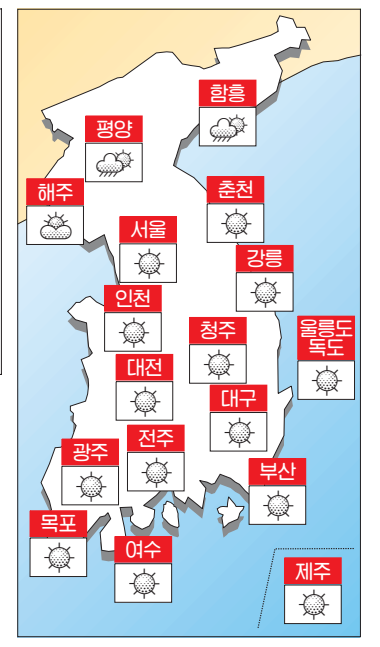 함흥
평양
해주
춘천
서울
강릉
인천
청주
울릉도
독도
대전
대구
전주
광주
부산
목포
여수
제주